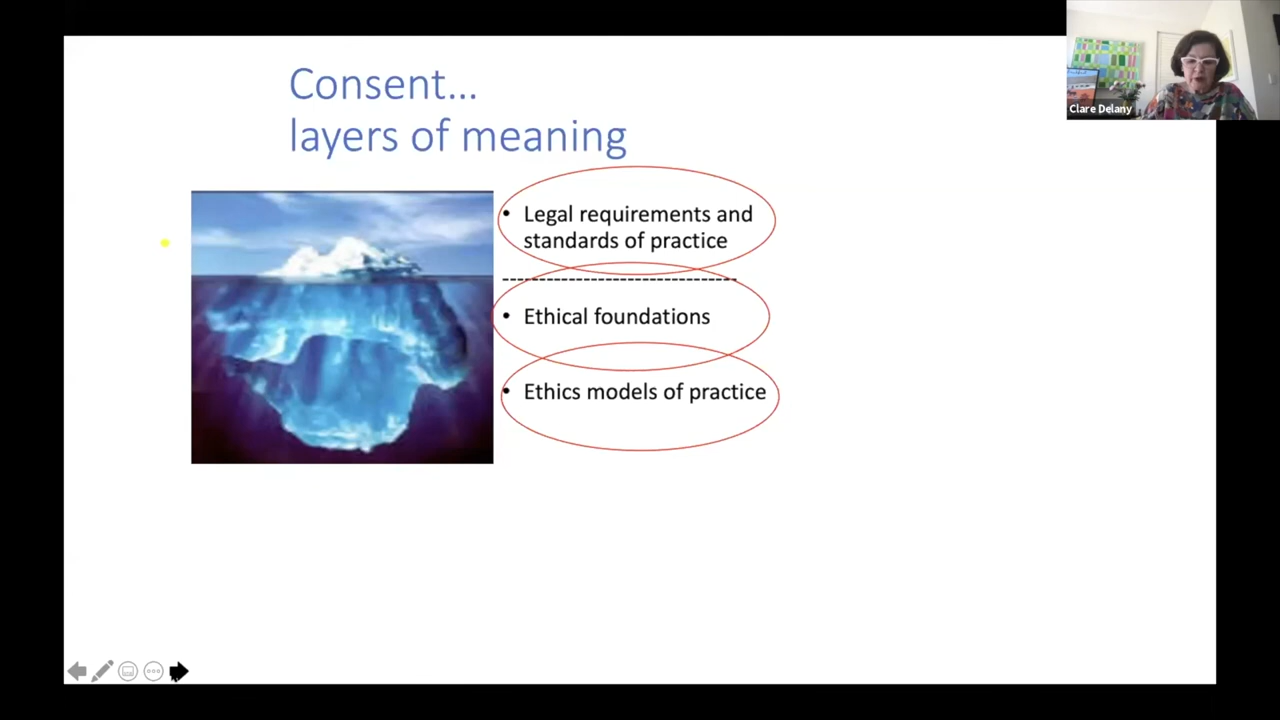 Consent...
layers of meaning
• Legal requirements and
standards of practice
--------------------------------
• Ethical foundations
• Ethics models of practice
Clare Delany